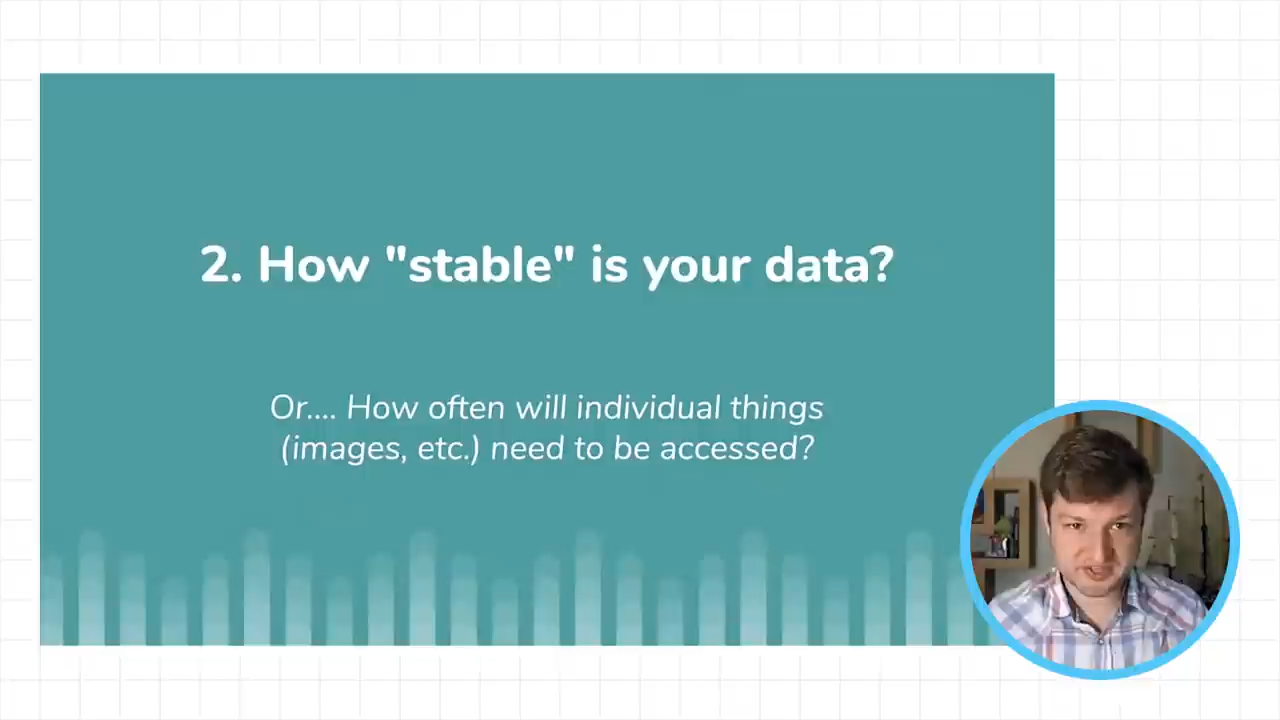 2. How "stable" is your data?
Or.... How often will individual things
(images, etc.) need to be accessed?